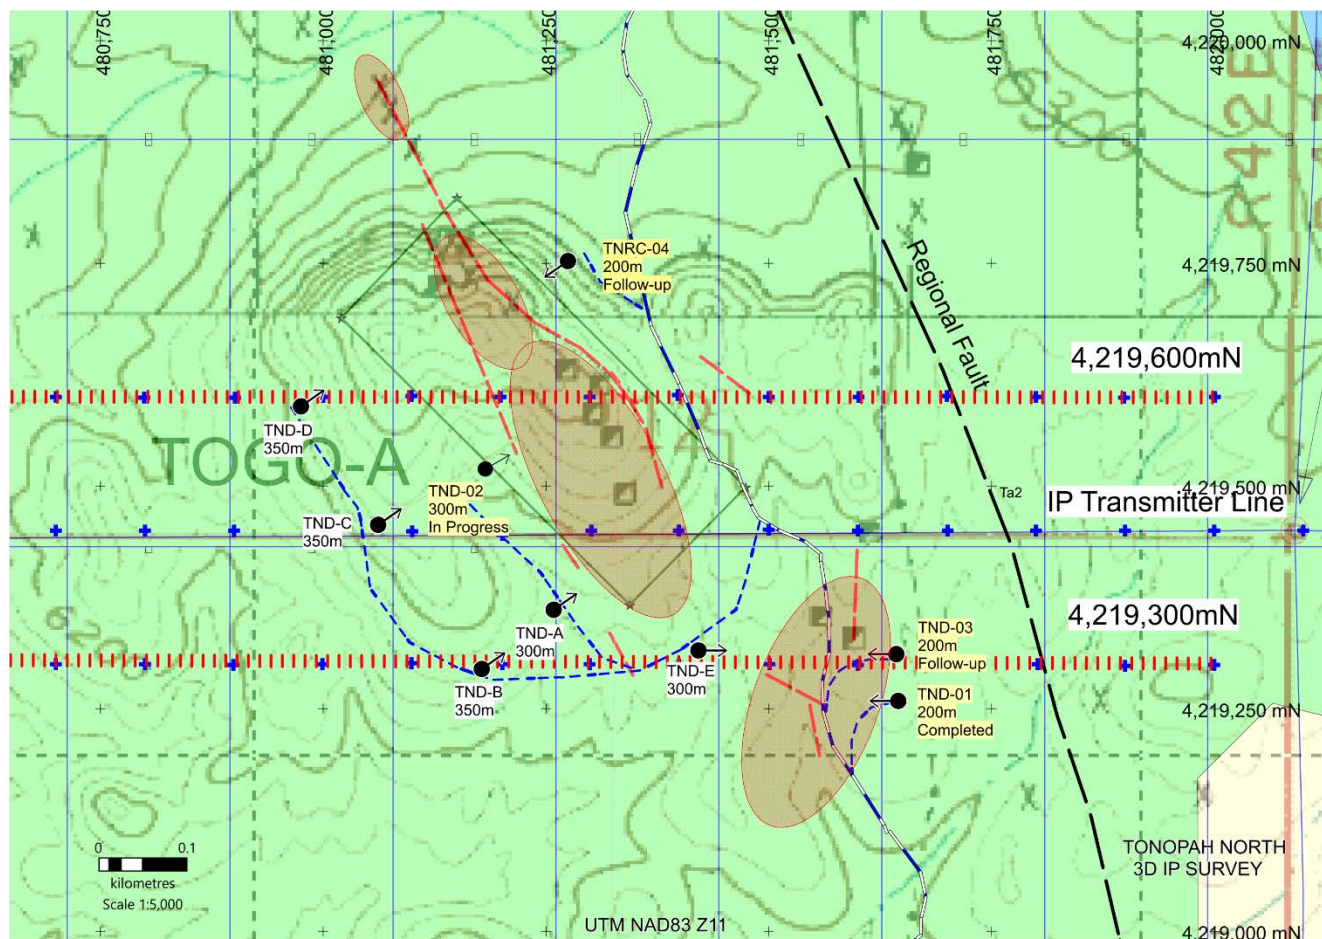 480,750
481,000
481,250
481,500
481,750
482,000
4,220,000 mN
R42E
TNRC-04
200m
Follow-up
4,219,750 mN
Regional Fault
4,219,600mN
TND-D
350m
TOGO-A
TND-02
300m
In Progress
Ta2
4,219,500 mN
IP Transmitter Line
TND-C
350m
6200
4,219,300mN
TND-A
300m
TND-03
200m
Follow-up
TND-E
300m
TND-B
350m
TND-01
200m
Completed
4,219,250 mN
0 0.1
kilometres
Scale 1:5,000
TONOPAH NORTH
3D IP SURVEY
UTM NAD83 Z11
4,219,000 mN